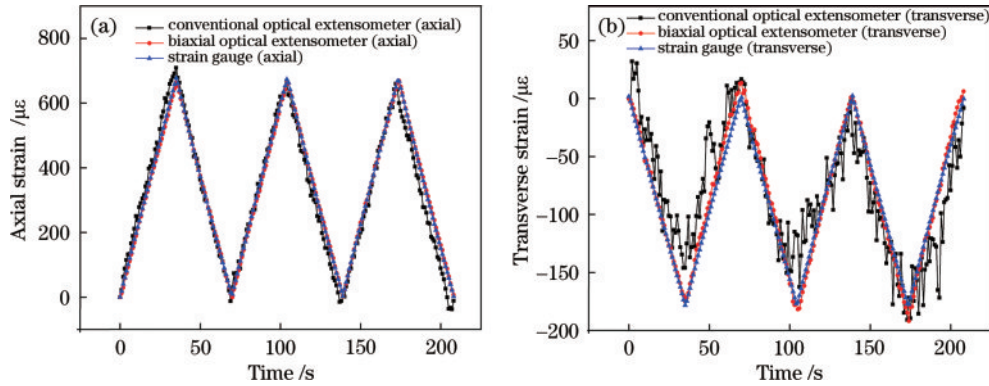 (a)
conventional optical extensometer (axial)
biaxial optical extensometer (axial)
strain gauge (axial)
800
600
400
200
0
Axial strain /με
0
50
100
150
200
Time /s
(b)
conventional optical extensometer (transverse)
biaxial optical extensometer (transverse)
strain gauge (transverse)
50
0
−50
−100
−150
−200
Transverse strain /με
0
50
100
150
200
Time /s